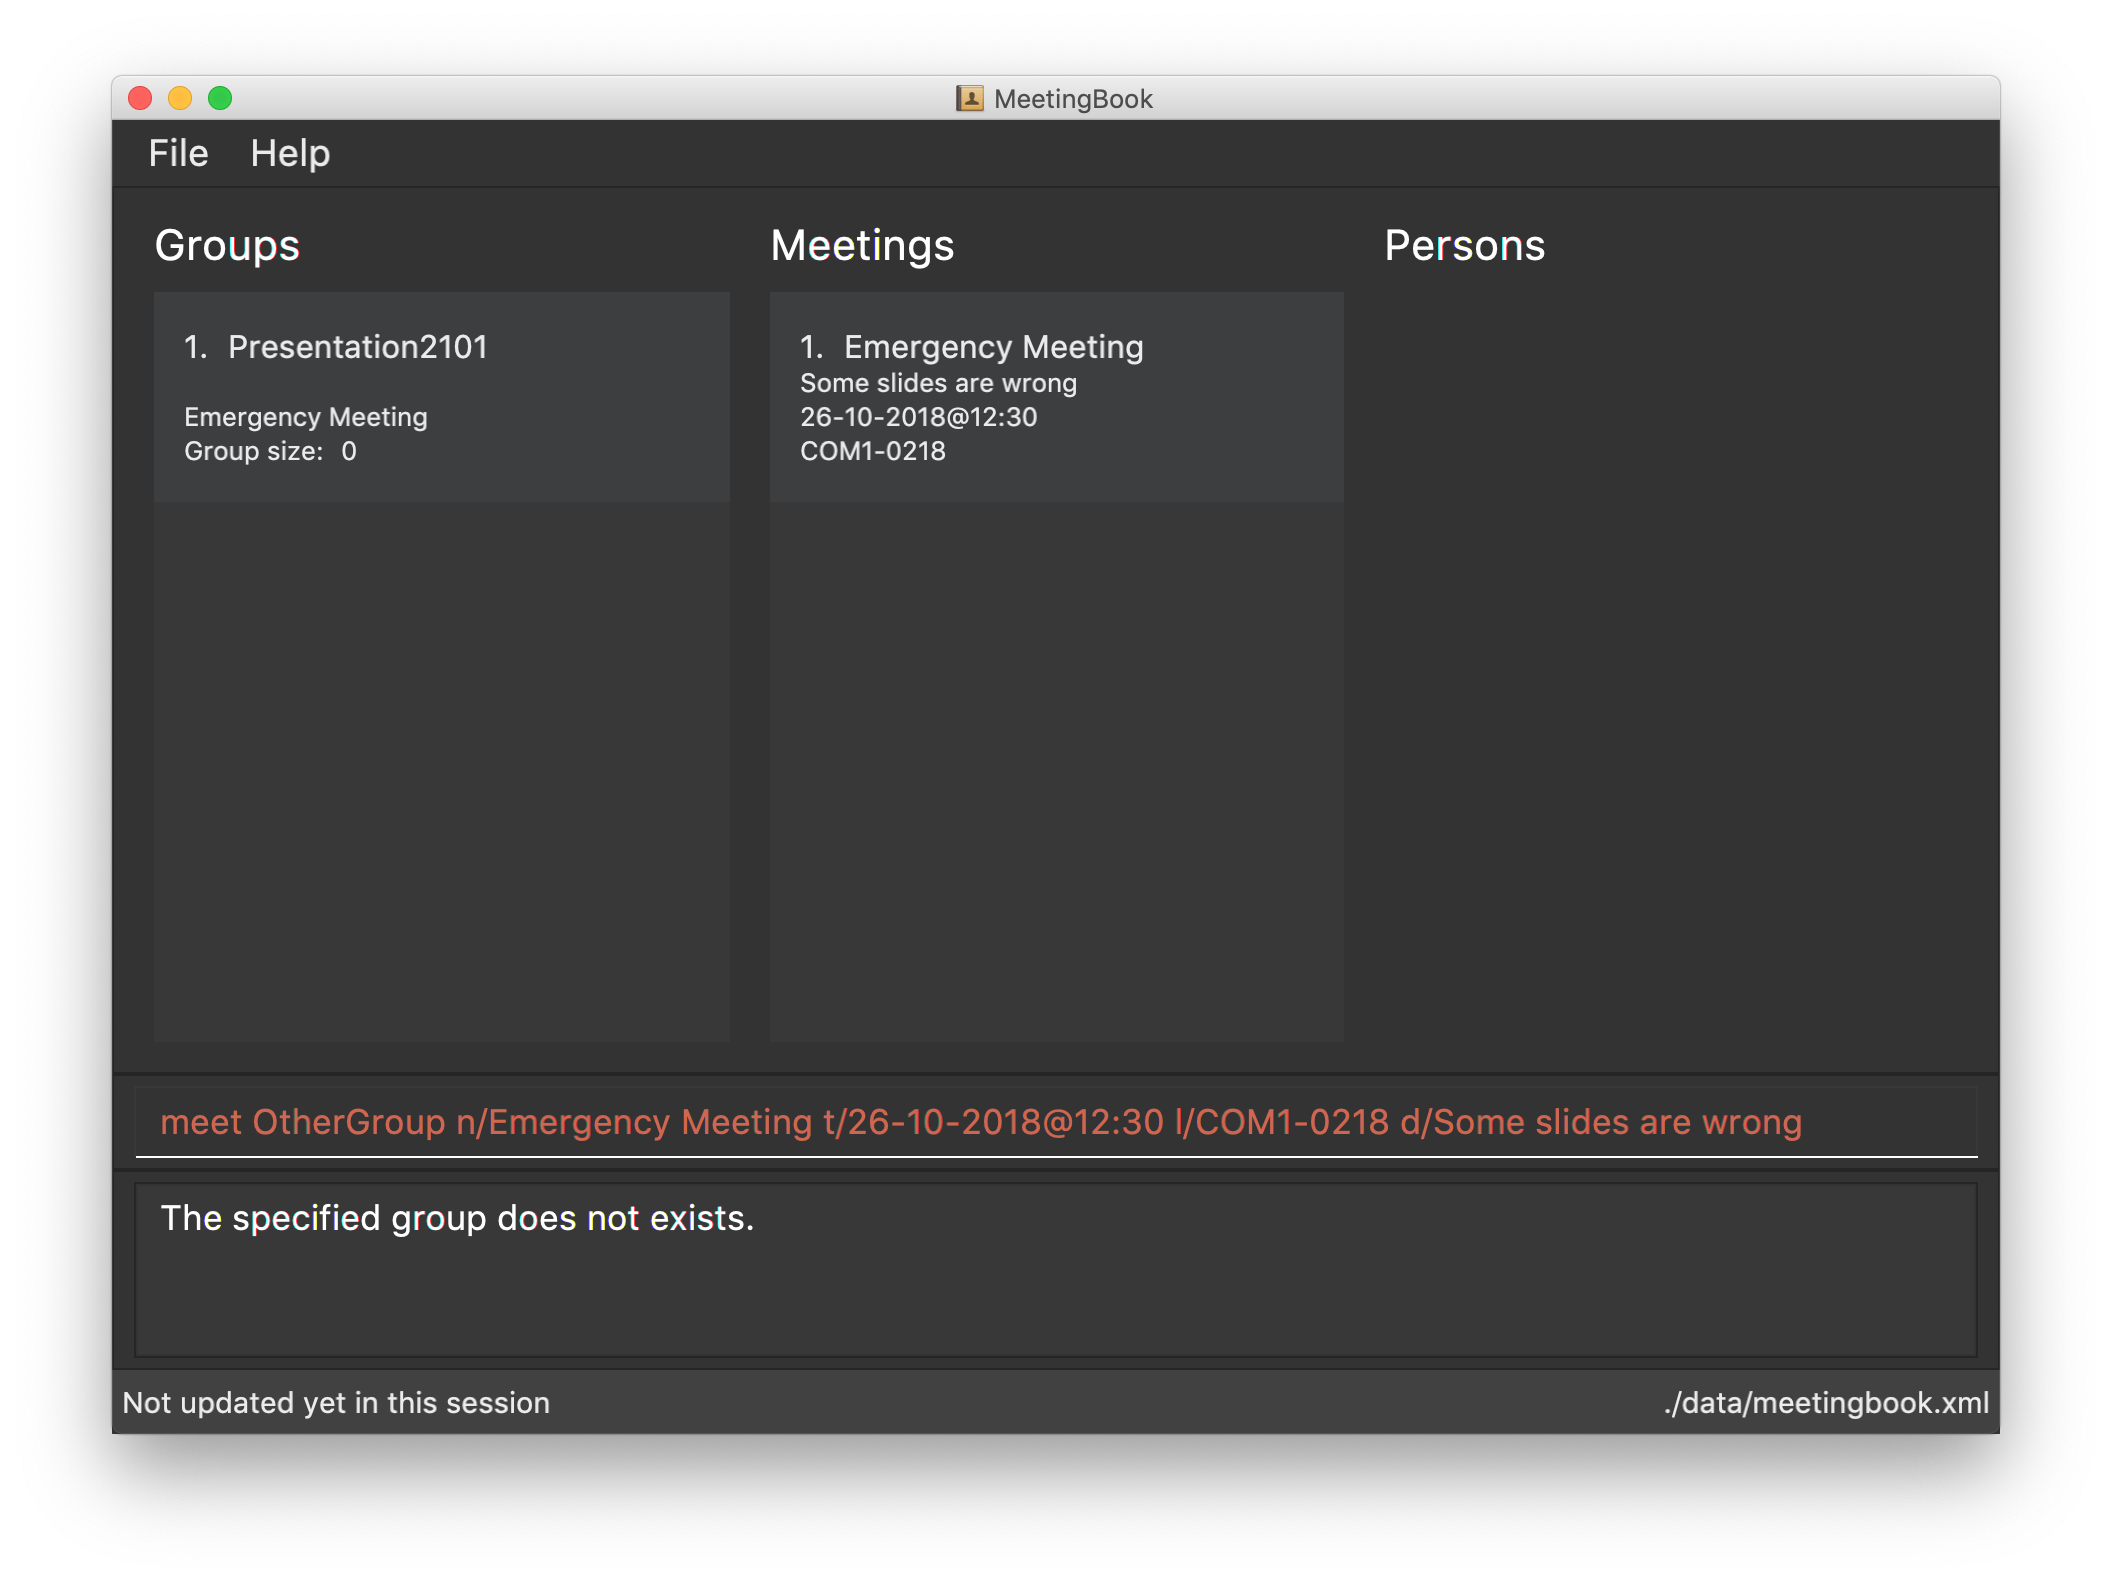 MeetingBook
File Help
Groups
1. Presentation2101
Emergency Meeting
Group size: 0
Meetings
1. Emergency Meeting
Some slides are wrong
26-10-2018@12:30
COM1-0218
Persons
meet OtherGroup n/Emergency Meeting t/26-10-2018@12:30 l/COM1-0218 d/Some slides are wrong
The specified group does not exists.
Not updated yet in this session
./data/meetingbook.xml